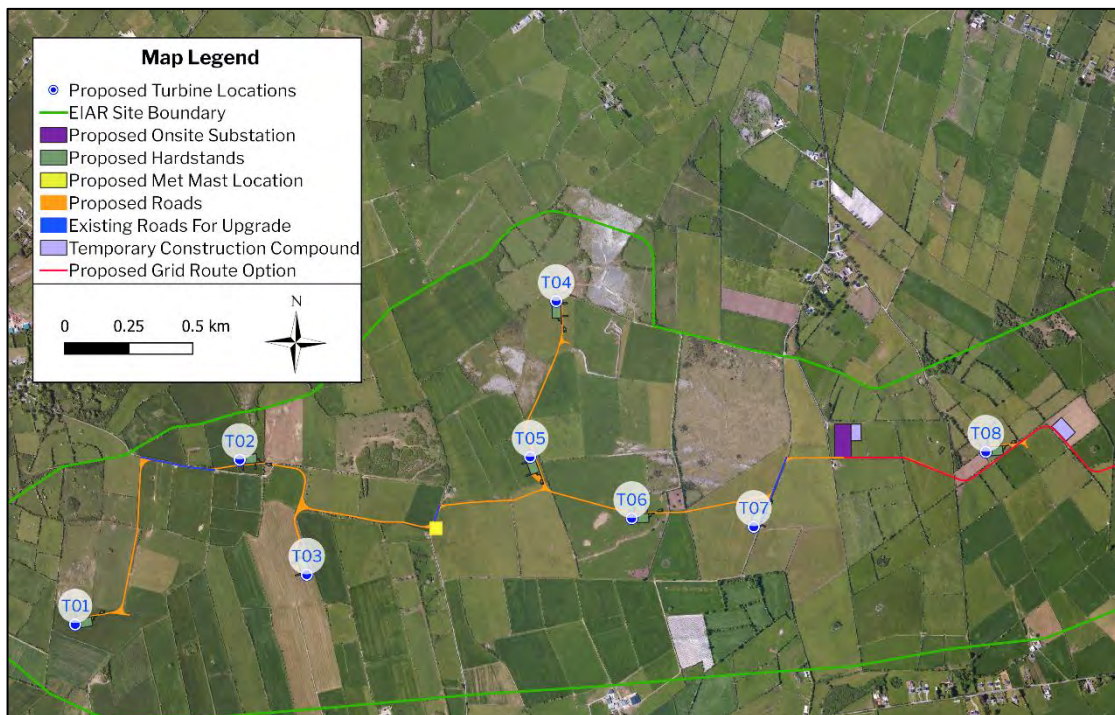 Map Legend
Proposed Turbine Locations
EIAR Site Boundary
Proposed Onsite Substation
Proposed Hardstands
Proposed Met Mast Location
Proposed Roads
Existing Roads For Upgrade
Temporary Construction Compound
Proposed Grid Route Option
N
0 0.25 0.5 km
T04
T02
T05
T08
T06
T07
T03
T01